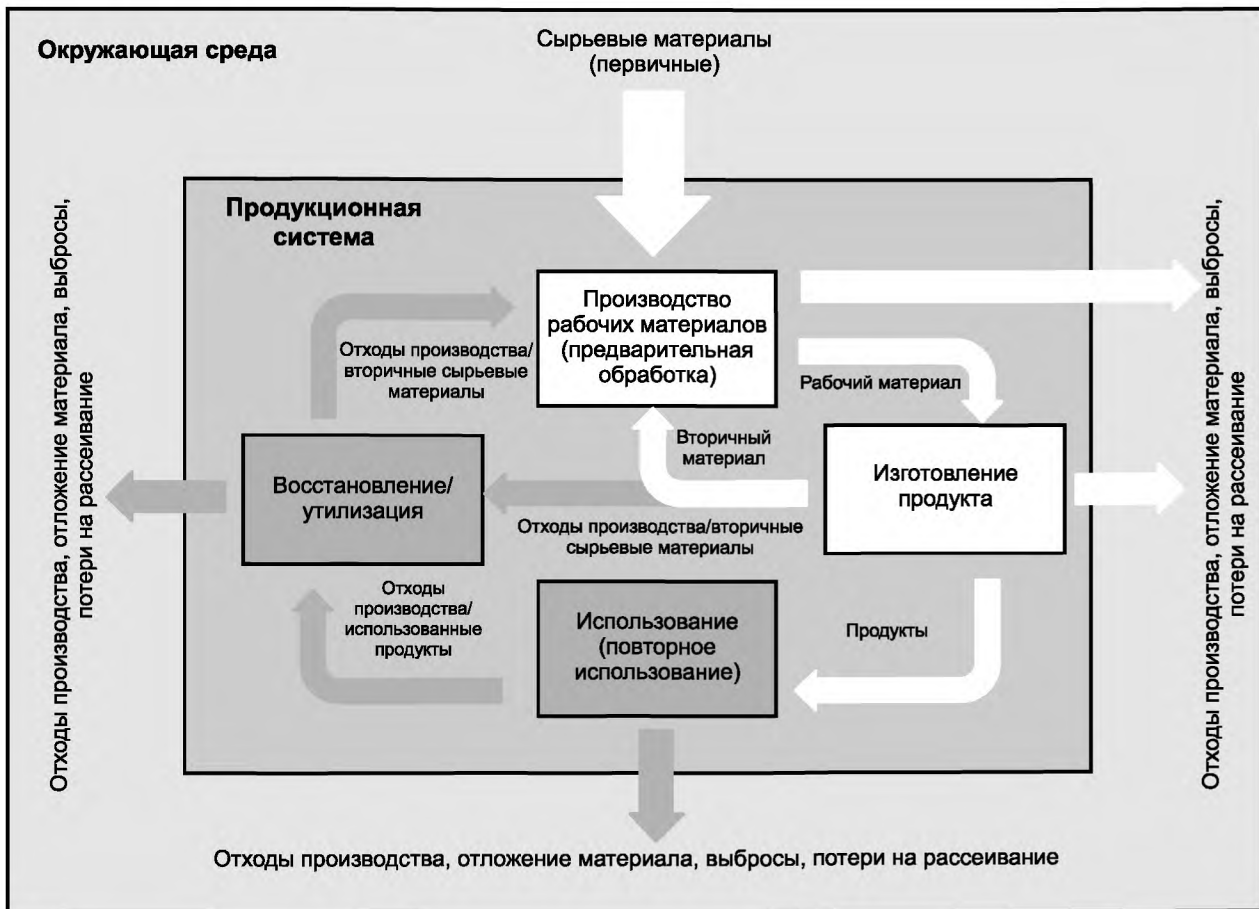 Окружающая среда
Сырьевые материалы
(первичные)
Продукционная
система
Производство
рабочих материалов
(предварительная
обработка)
Отходы производства/
вторичные сырьевые
материалы
Рабочий материал
Вторичный
материал
Восстановление/
утилизация
Изготовление
продукта
Отходы производства/вторичные
сырьевые материалы
Отходы
производства/
использованные
продукты
Использование
(повторное
использование)
Продукты
Отходы производства, отложение материала, выбросы,
потери на рассеивание
Отходы производства, отложение материала, выбросы,
потери на рассеивание
Отходы производства, отложение материала, выбросы, потери на рассеивание